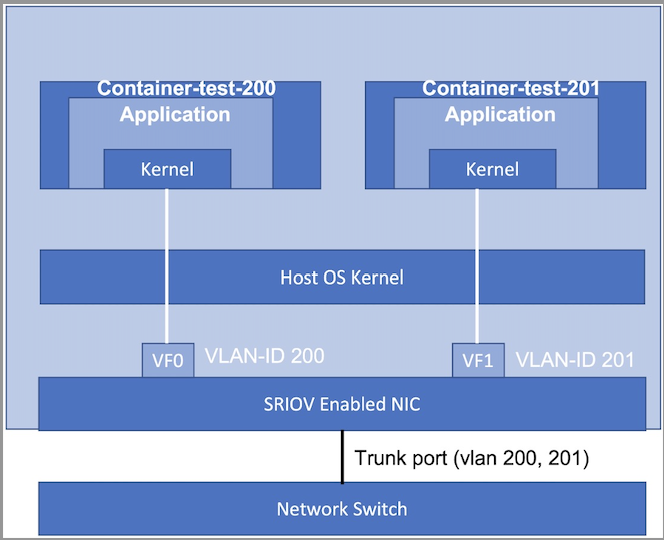 Container-test-200
Application
Kernel
Container-test-201
Application
Kernel
Host OS Kernel
VF0
VLAN-ID 200
VF1
VLAN-ID 201
SRIOV Enabled NIC
Trunk port (vlan 200, 201)
Network Switch